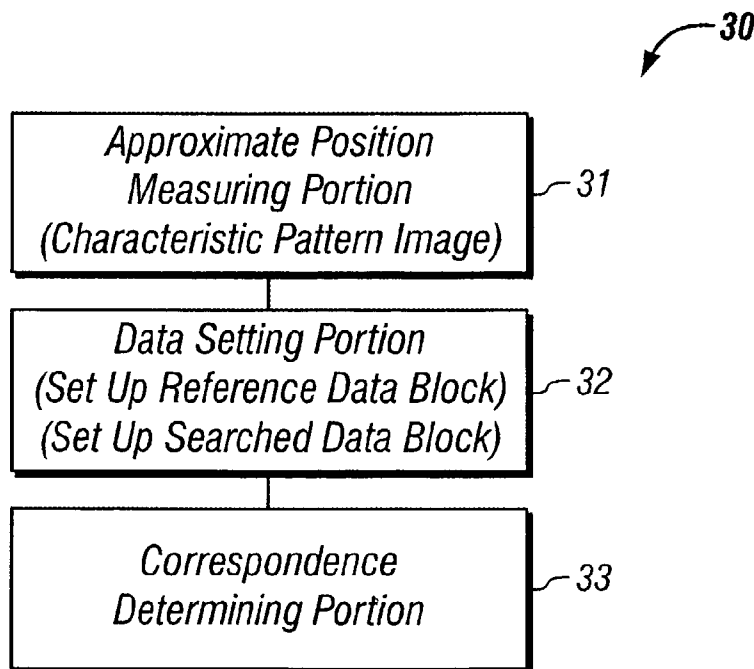 30
Approximate Position
Measuring Portion
(Characteristic Pattern Image)
31
Data Setting Portion
(Set Up Reference Data Block)
(Set Up Searched Data Block)
32
Correspondence
Determining Portion
33